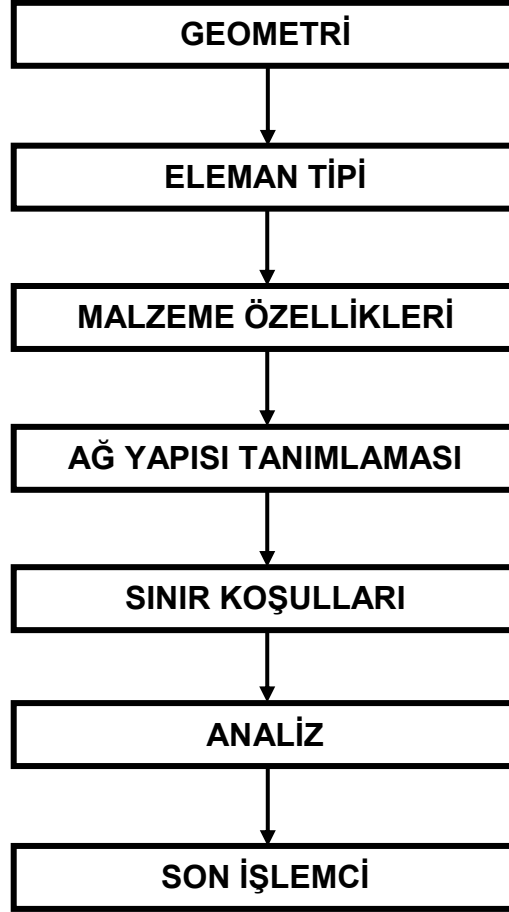 GEOMETRİ
ELEMAN TİPİ
MALZEME ÖZELLİKLERİ
AĞ YAPISI TANIMLAMASI
SINIR KOŞULLARI
ANALİZ
SON İŞLEMCİ